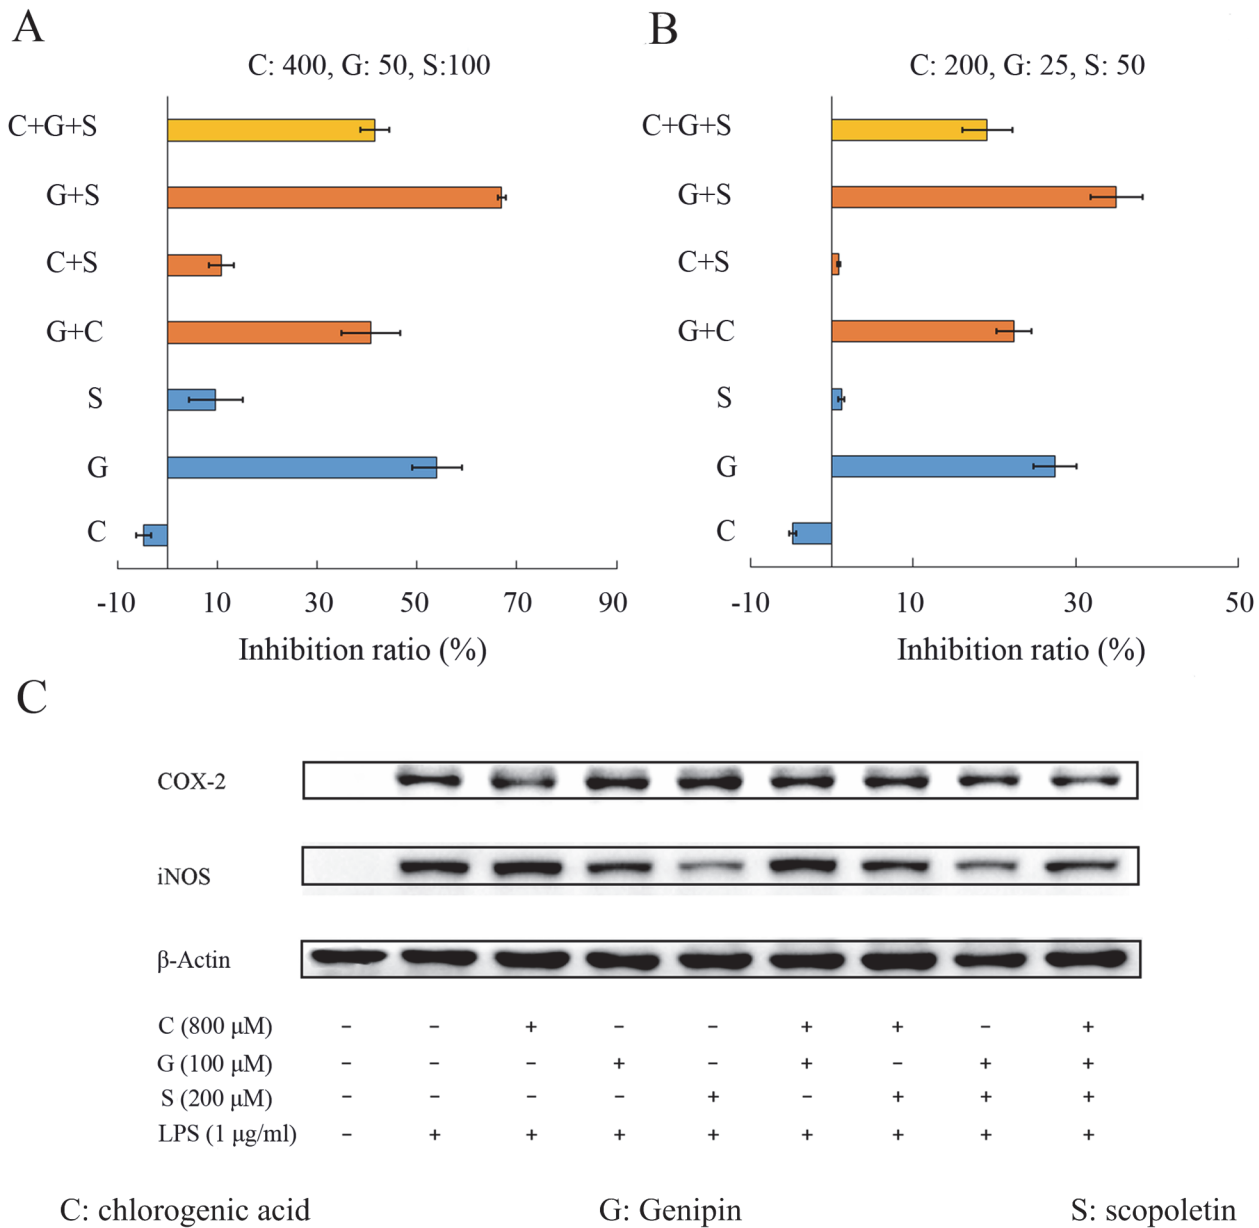 A
C: 400, G: 50, S:100
C+G+S
G+S
C+S
G+C
S
G
C
-10 10 30 50 70 90
Inhibition ratio (%)
B
C: 200, G: 25, S: 50
C+G+S
G+S
C+S
G+C
S
G
C
-10 10 30 50
Inhibition ratio (%)
C
COX-2
iNOS
β-Actin
C (800 μM) − − + − − + + − +
G (100 μM) − − − + − + − + +
S (200 μM) − − − − + − + + +
LPS (1 μg/ml) − + + + + + + + +
C: chlorogenic acid G: Genipin S: scopoletin